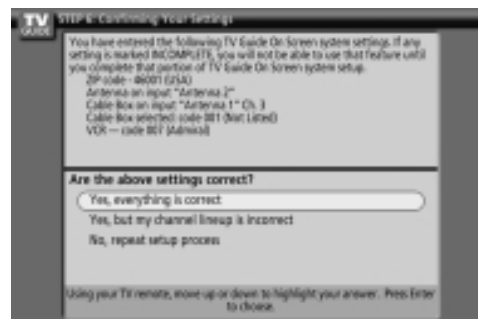 TV
GUIDE
STEP 6: Confirming Your Settings
You have entered the following TV Guide On Screen system settings. If any
setting is marked INCOMPLETE, you will not be able to use that feature until
you complete that portion of TV Guide On Screen system setup.
ZIP code - 46001 (USA)
Antenna on input "Antenna 2"
Cable Box on input "Antenna 1" Ch. 3
Cable Box selected: code 001 (Not Listed)
VCR — code 007 (Admiral)
Are the above settings correct?
Yes, everything is correct
Yes, but my channel lineup is incorrect
No, repeat setup process
Using your TV remote, move up or down to highlight your answer. Press Enter
to choose.